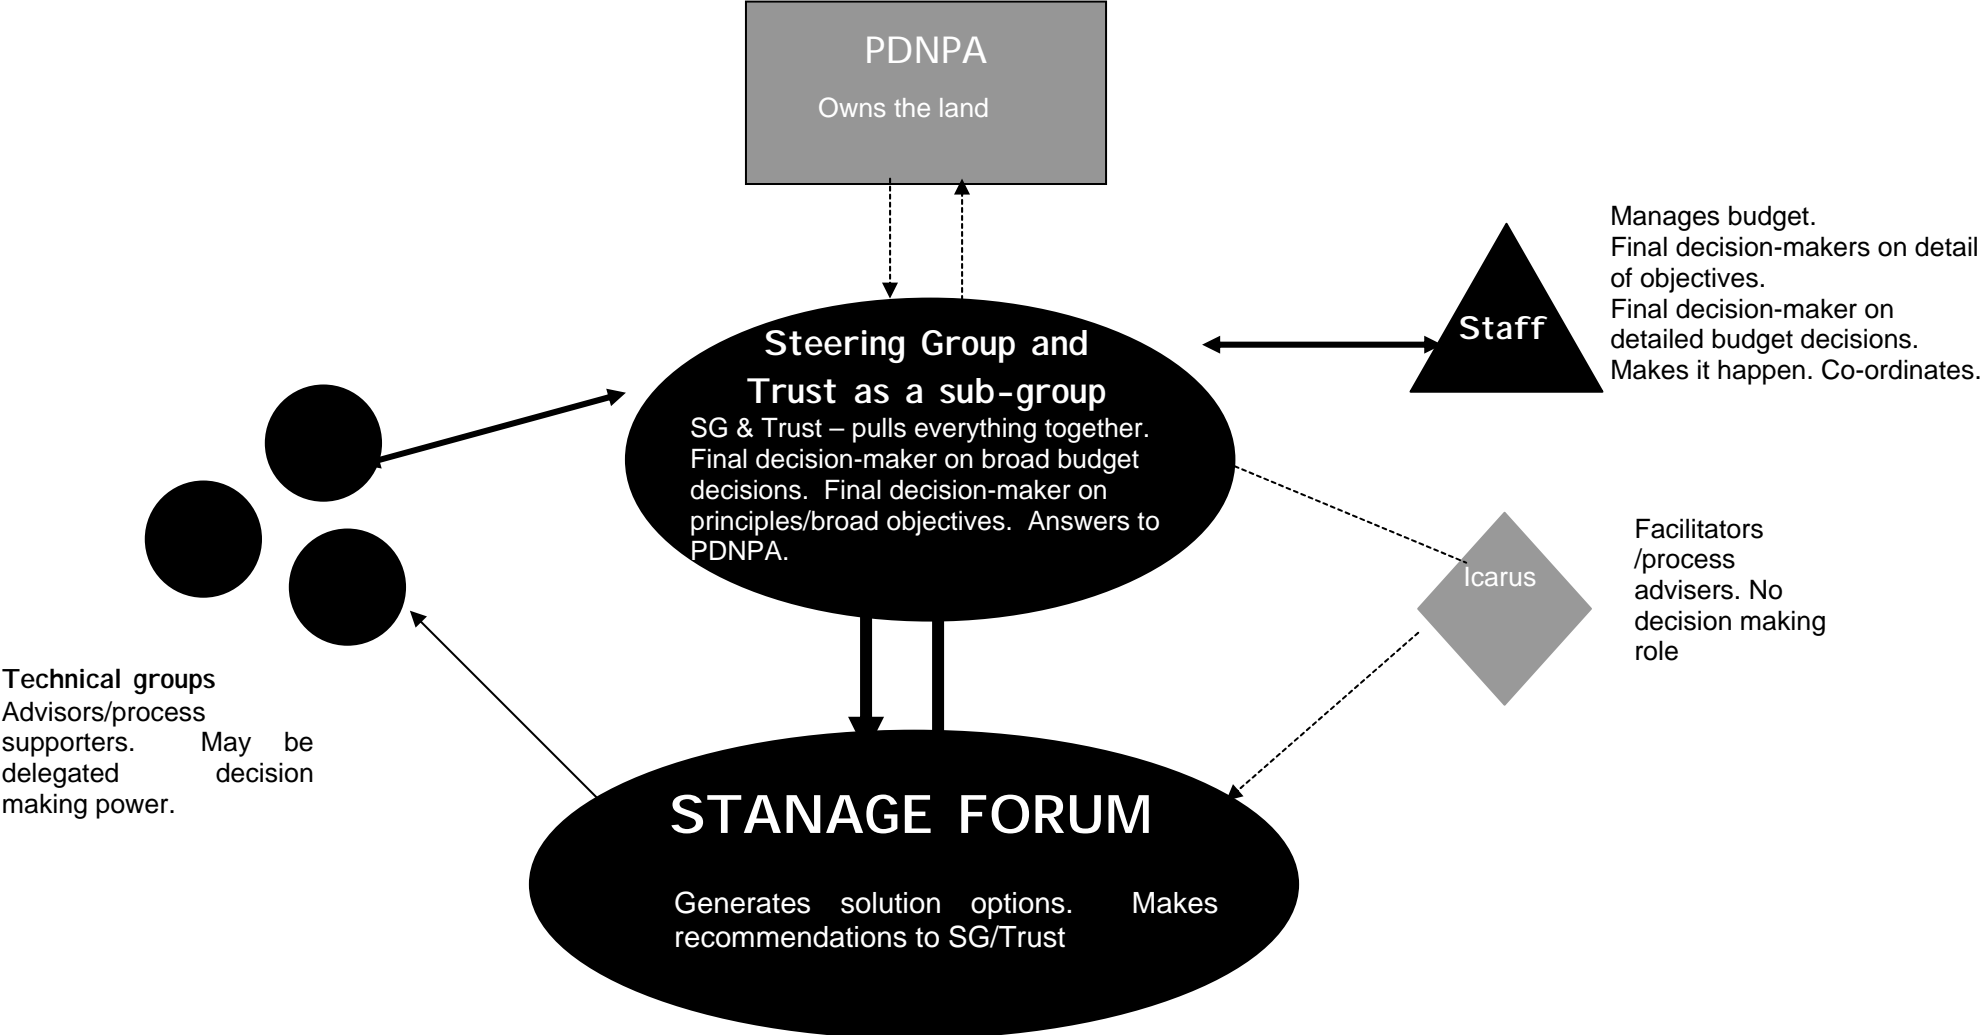 PDNPA
Owns the land
Manages budget.
Final decision-makers on detail
of objectives.
Final decision-maker on
detailed budget decisions.
Makes it happen. Co-ordinates.
Staff
Steering Group and
Trust as a sub-group
SG & Trust – pulls everything together.
Final decision-maker on broad budget
decisions. Final decision-maker on
principles/broad objectives. Answers to
PDNPA.
Icarus
Facilitators
/process
advisers. No
decision making
role
Technical groups
Advisors/process
supporters. May be
delegated decision
making power.
STANAGE FORUM
Generates solution options. Makes
recommendations to SG/Trust